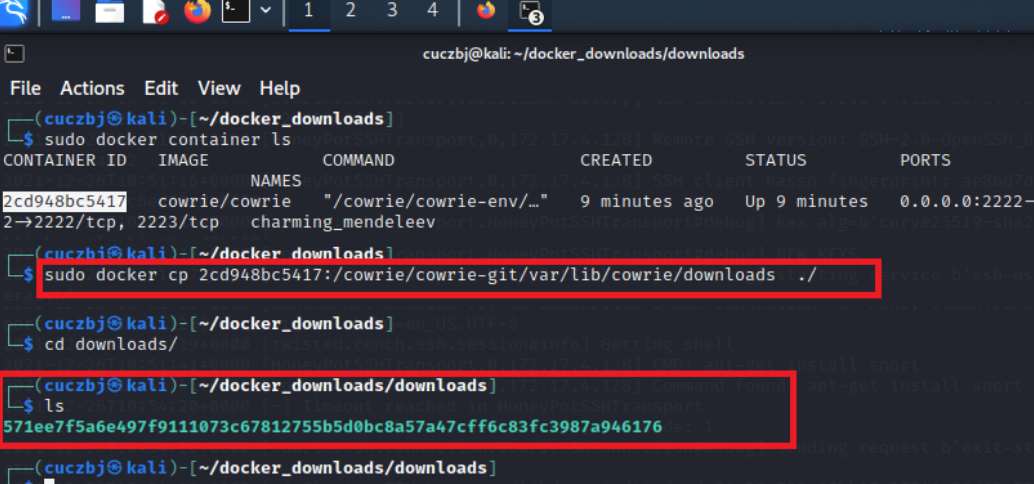 1 2 3 4 3
cuczbj@kali: ~/docker_downloads/downloads
File Actions Edit View Help
┌──(cuczbj㉿kali)-[~/docker_downloads]
└─$ sudo docker container ls
CONTAINER ID IMAGE COMMAND CREATED STATUS PORTS
NAMES
2cd948bc5417 cowrie/cowrie "/cowrie/cowrie-env/…" 9 minutes ago Up 9 minutes 0.0.0.0:2222-
2→2222/tcp, 2223/tcp charming_mendeleev
┌──(cuczbj㉿kali)-[~/docker_downloads]
└─$ sudo docker cp 2cd948bc5417:/cowrie/cowrie-git/var/lib/cowrie/downloads ./
┌──(cuczbj㉿kali)-[~/docker_downloads]
└─$ cd downloads/
┌──(cuczbj㉿kali)-[~/docker_downloads/downloads]
└─$ ls
571ee7f5a6e497f9111073c67812755b5d0bc8a57a47cff6c83fc3987a946176
┌──(cuczbj㉿kali)-[~/docker_downloads/downloads]